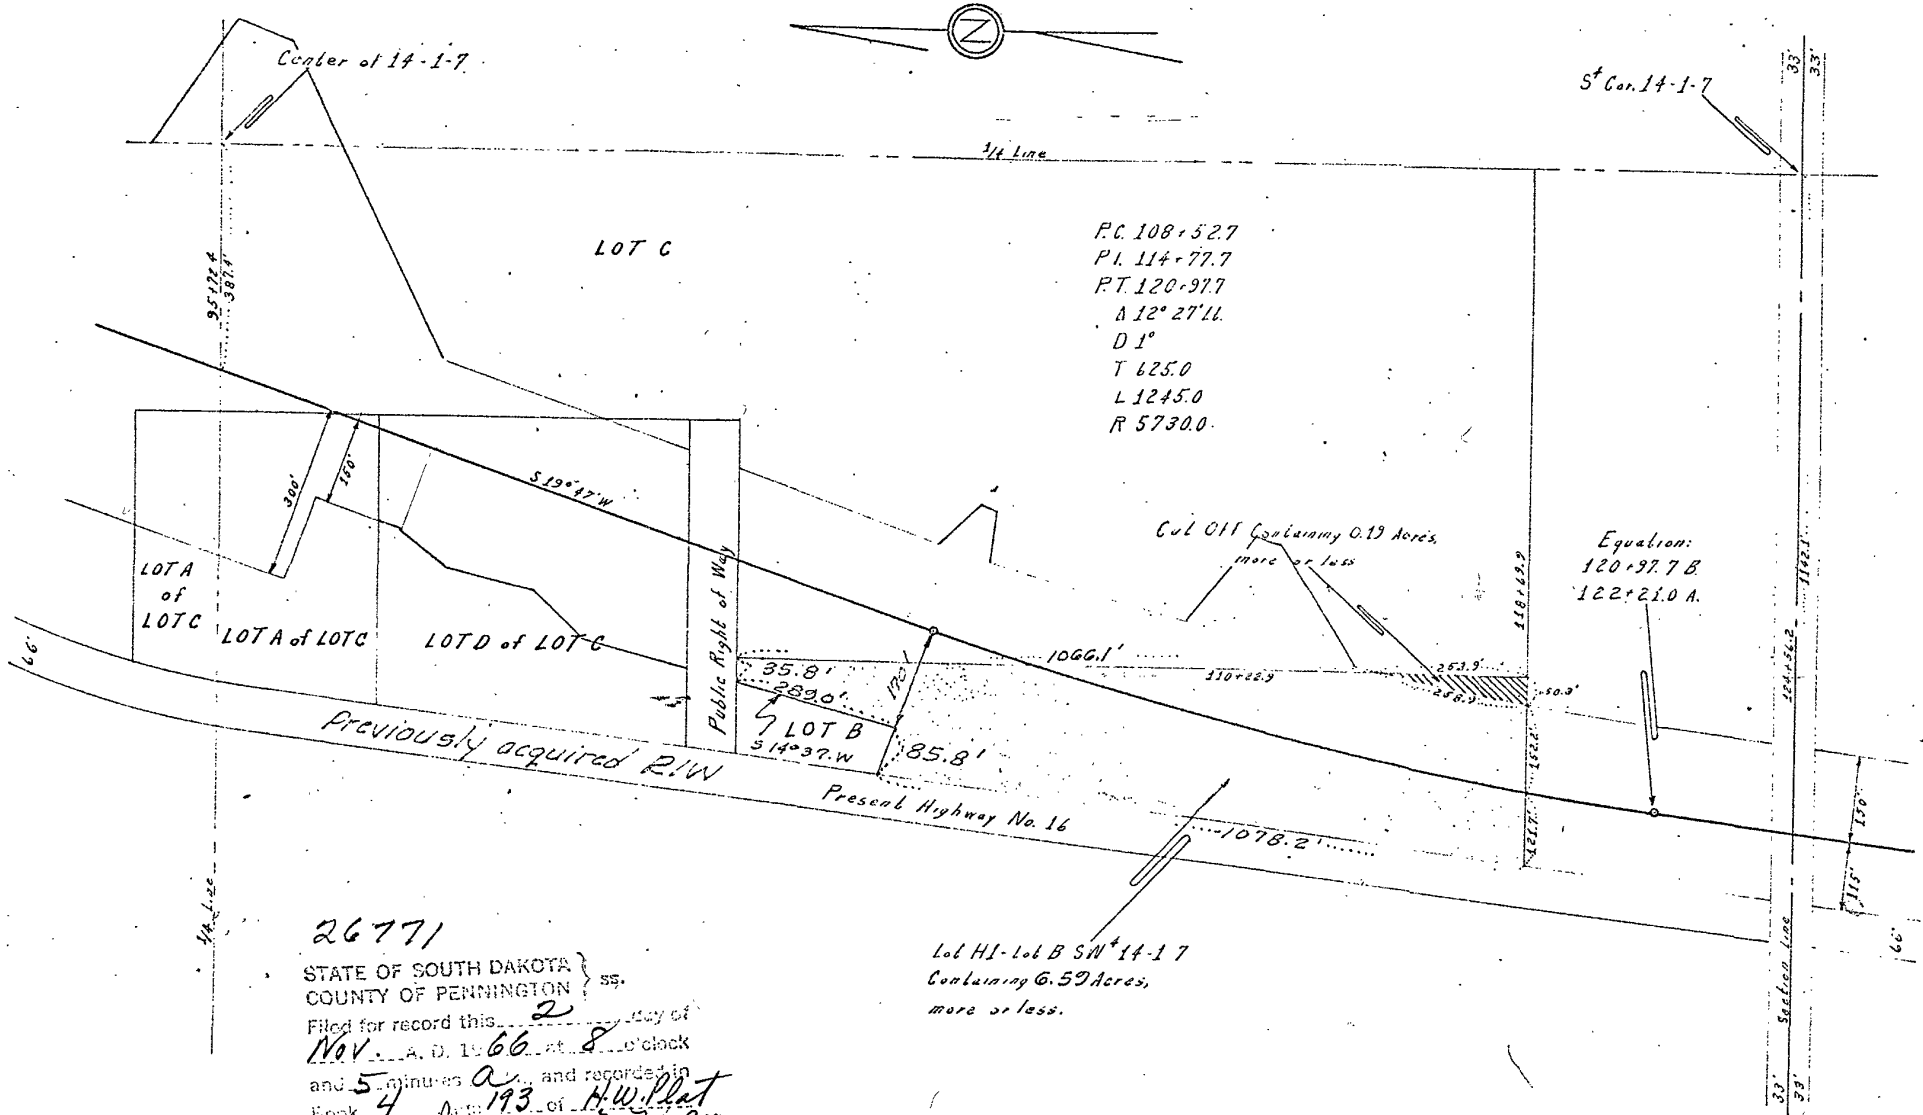 N
Center of 14-1-7
S¼ Cor. 14-1-7
33'
33'
1/4 Line
LOT C
P.C. 108+52.7
P.I. 114+77.7
P.T. 120+97.7
Δ 12° 27' 11.
D 1°
T 625.0
L 1245.0
R 5730.0
95+72.4
387.4'
300'
150'
S 19° 47' W
Cut Off Containing 0.19 Acres,
more or less
Equation:
120+97.7 B.
122+21.0 A.
118+69.9
1142.1'
124+56.2
LOT A
of
LOT C
LOT A of LOT C
LOT D of LOT C
Public Right of Way
66'
35.8'
289.0'
170'
1066.1'
110+22.9
253.9'
258.9'
50.9'
LOT B
S 14° 37. W
85.8'
152.2'
121.7'
150'
115'
Previously acquired R/W
Present Highway No. 16
1078.2'
1/4 Line
66'
Section Line
33'
33'
Lot H1-Lot B SW¼ 14-1 7
Containing 6.59 Acres,
more or less.
26771
STATE OF SOUTH DAKOTA } ss.
COUNTY OF PENNINGTON
Filed for record this 2 day of
Nov. A. D. 1966 at 8 o'clock
and 5 minutes a., and recorded in
Book 4 193 of H.W. Plat